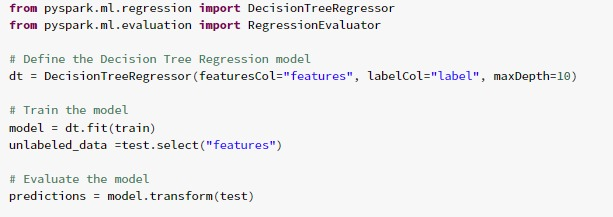 from pyspark.ml.regression import DecisionTreeRegressor
from pyspark.ml.evaluation import RegressionEvaluator
# Define the Decision Tree Regression model
dt = DecisionTreeRegressor(featuresCol="features", labelCol="label", maxDepth=10)
# Train the model
model = dt.fit(train)
unlabeled_data =test.select("features")
# Evaluate the model
predictions = model.transform(test)